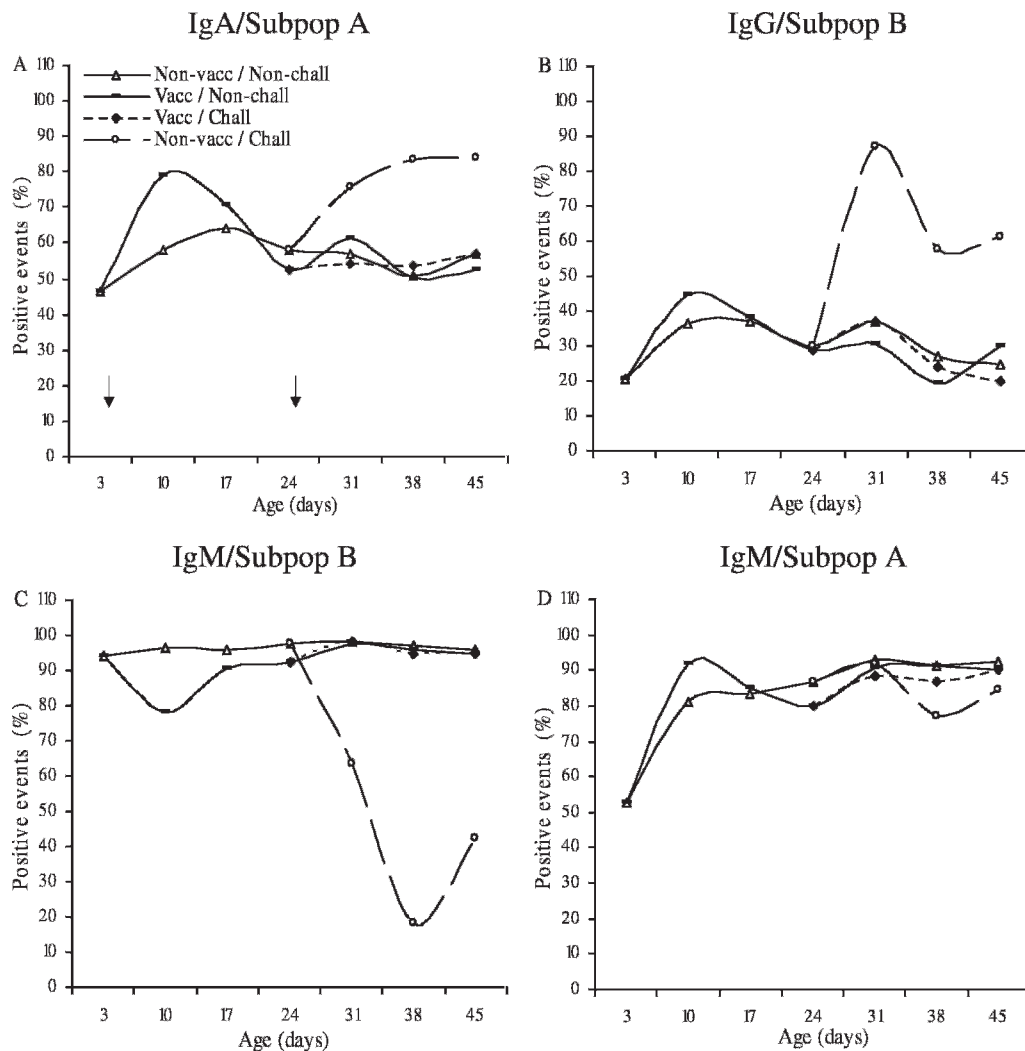 IgA/Subpop A
A
Non-vacc / Non-chall
Vacc / Non-chall
Vacc / Chall
Non-vacc / Chall
Positive events (%)
110
100
90
80
70
60
50
40
30
20
10
0
3 10 17 24 31 38 45
Age (days)
IgG/Subpop B
B
Positive events (%)
110
100
90
80
70
60
50
40
30
20
10
0
3 10 17 24 31 38 45
Age (days)
IgM/Subpop B
C
Positive events (%)
110
100
90
80
70
60
50
40
30
20
10
0
3 10 17 24 31 38 45
Age (days)
IgM/Subpop A
D
Positive events (%)
110
100
90
80
70
60
50
40
30
20
10
0
3 10 17 24 31 38 45
Age (days)